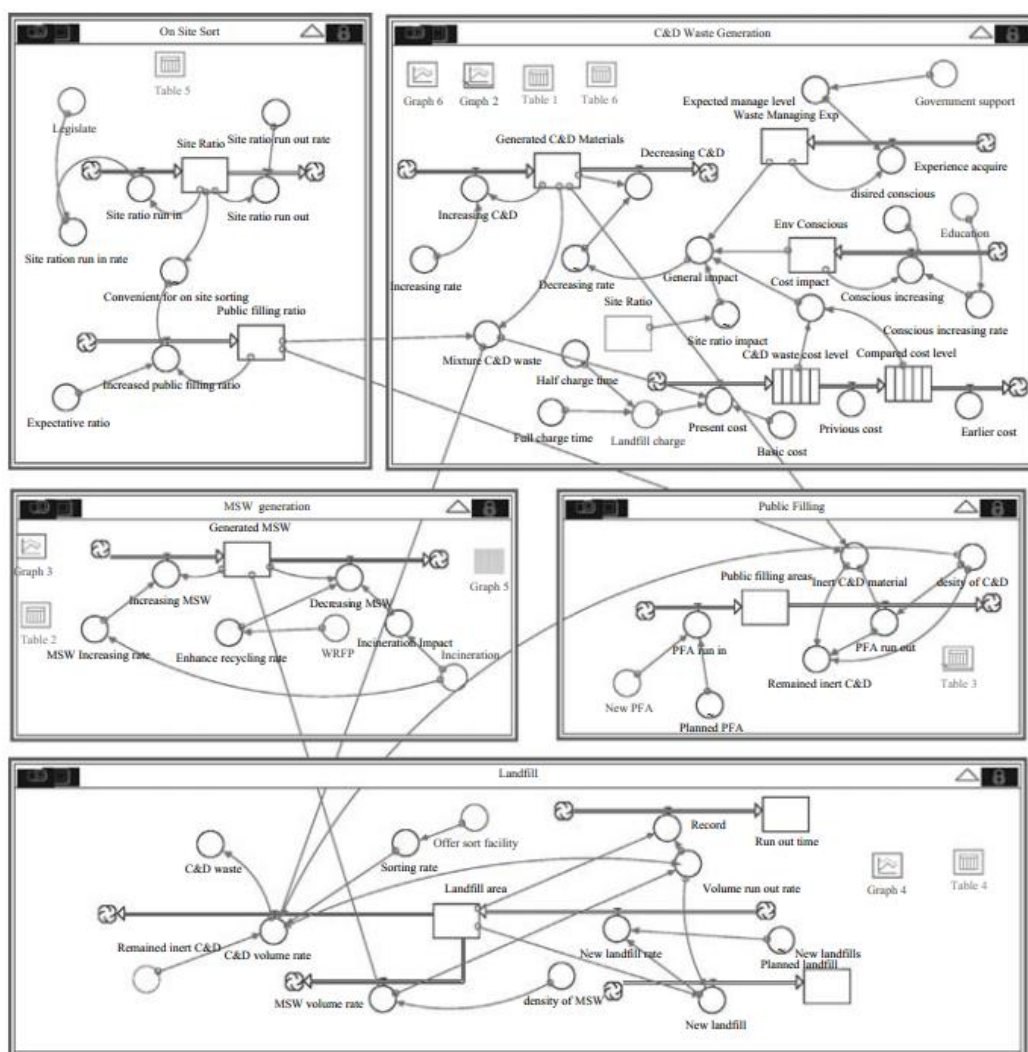 On Site Sort
Table 5
Legislate
Site Ratio
Site ratio run out rate
Site ratio run in
Site ratio run out
Site ration run in rate
Convenient for on site sorting
Public filling ratio
Increased public filling ratio
Expectative ratio
C&D Waste Generation
Graph 6
Graph 2
Table 1
Table 6
Expected manage level
Government support
Waste Managing Exp
Generated C&D Materials
Decreasing C&D
Experience acquire
disired conscious
Increasing C&D
Env Conscious
Education
Increasing rate
Decreasing rate
General impact
Cost impact
Conscious increasing
Site Ratio
Conscious increasing rate
Site ratio impact
Mixture C&D waste
C&D waste cost level
Compared cost level
Half charge time
Full charge time
Landfill charge
Present cost
Privious cost
Earlier cost
Basic cost
MSW generation
Generated MSW
Graph 3
Graph 5
Increasing MSW
Decreasing MSW
Table 2
MSW Increasing rate
Enhance recycling rate
WRFP
Incineration Impact
Incineration
Public Filling
Public filling areas
Inert C&D material
desity of C&D
PFA run in
PFA run out
Remained inert C&D
Table 3
New PFA
Planned PFA
Landfill
Record
Run out time
C&D waste
Sorting rate
Offer sort facility
Graph 4
Table 4
Landfill area
Volume run out rate
Remained inert C&D
C&D volume rate
New landfill rate
New landfills
Planned landfill
MSW volume rate
density of MSW
New landfill